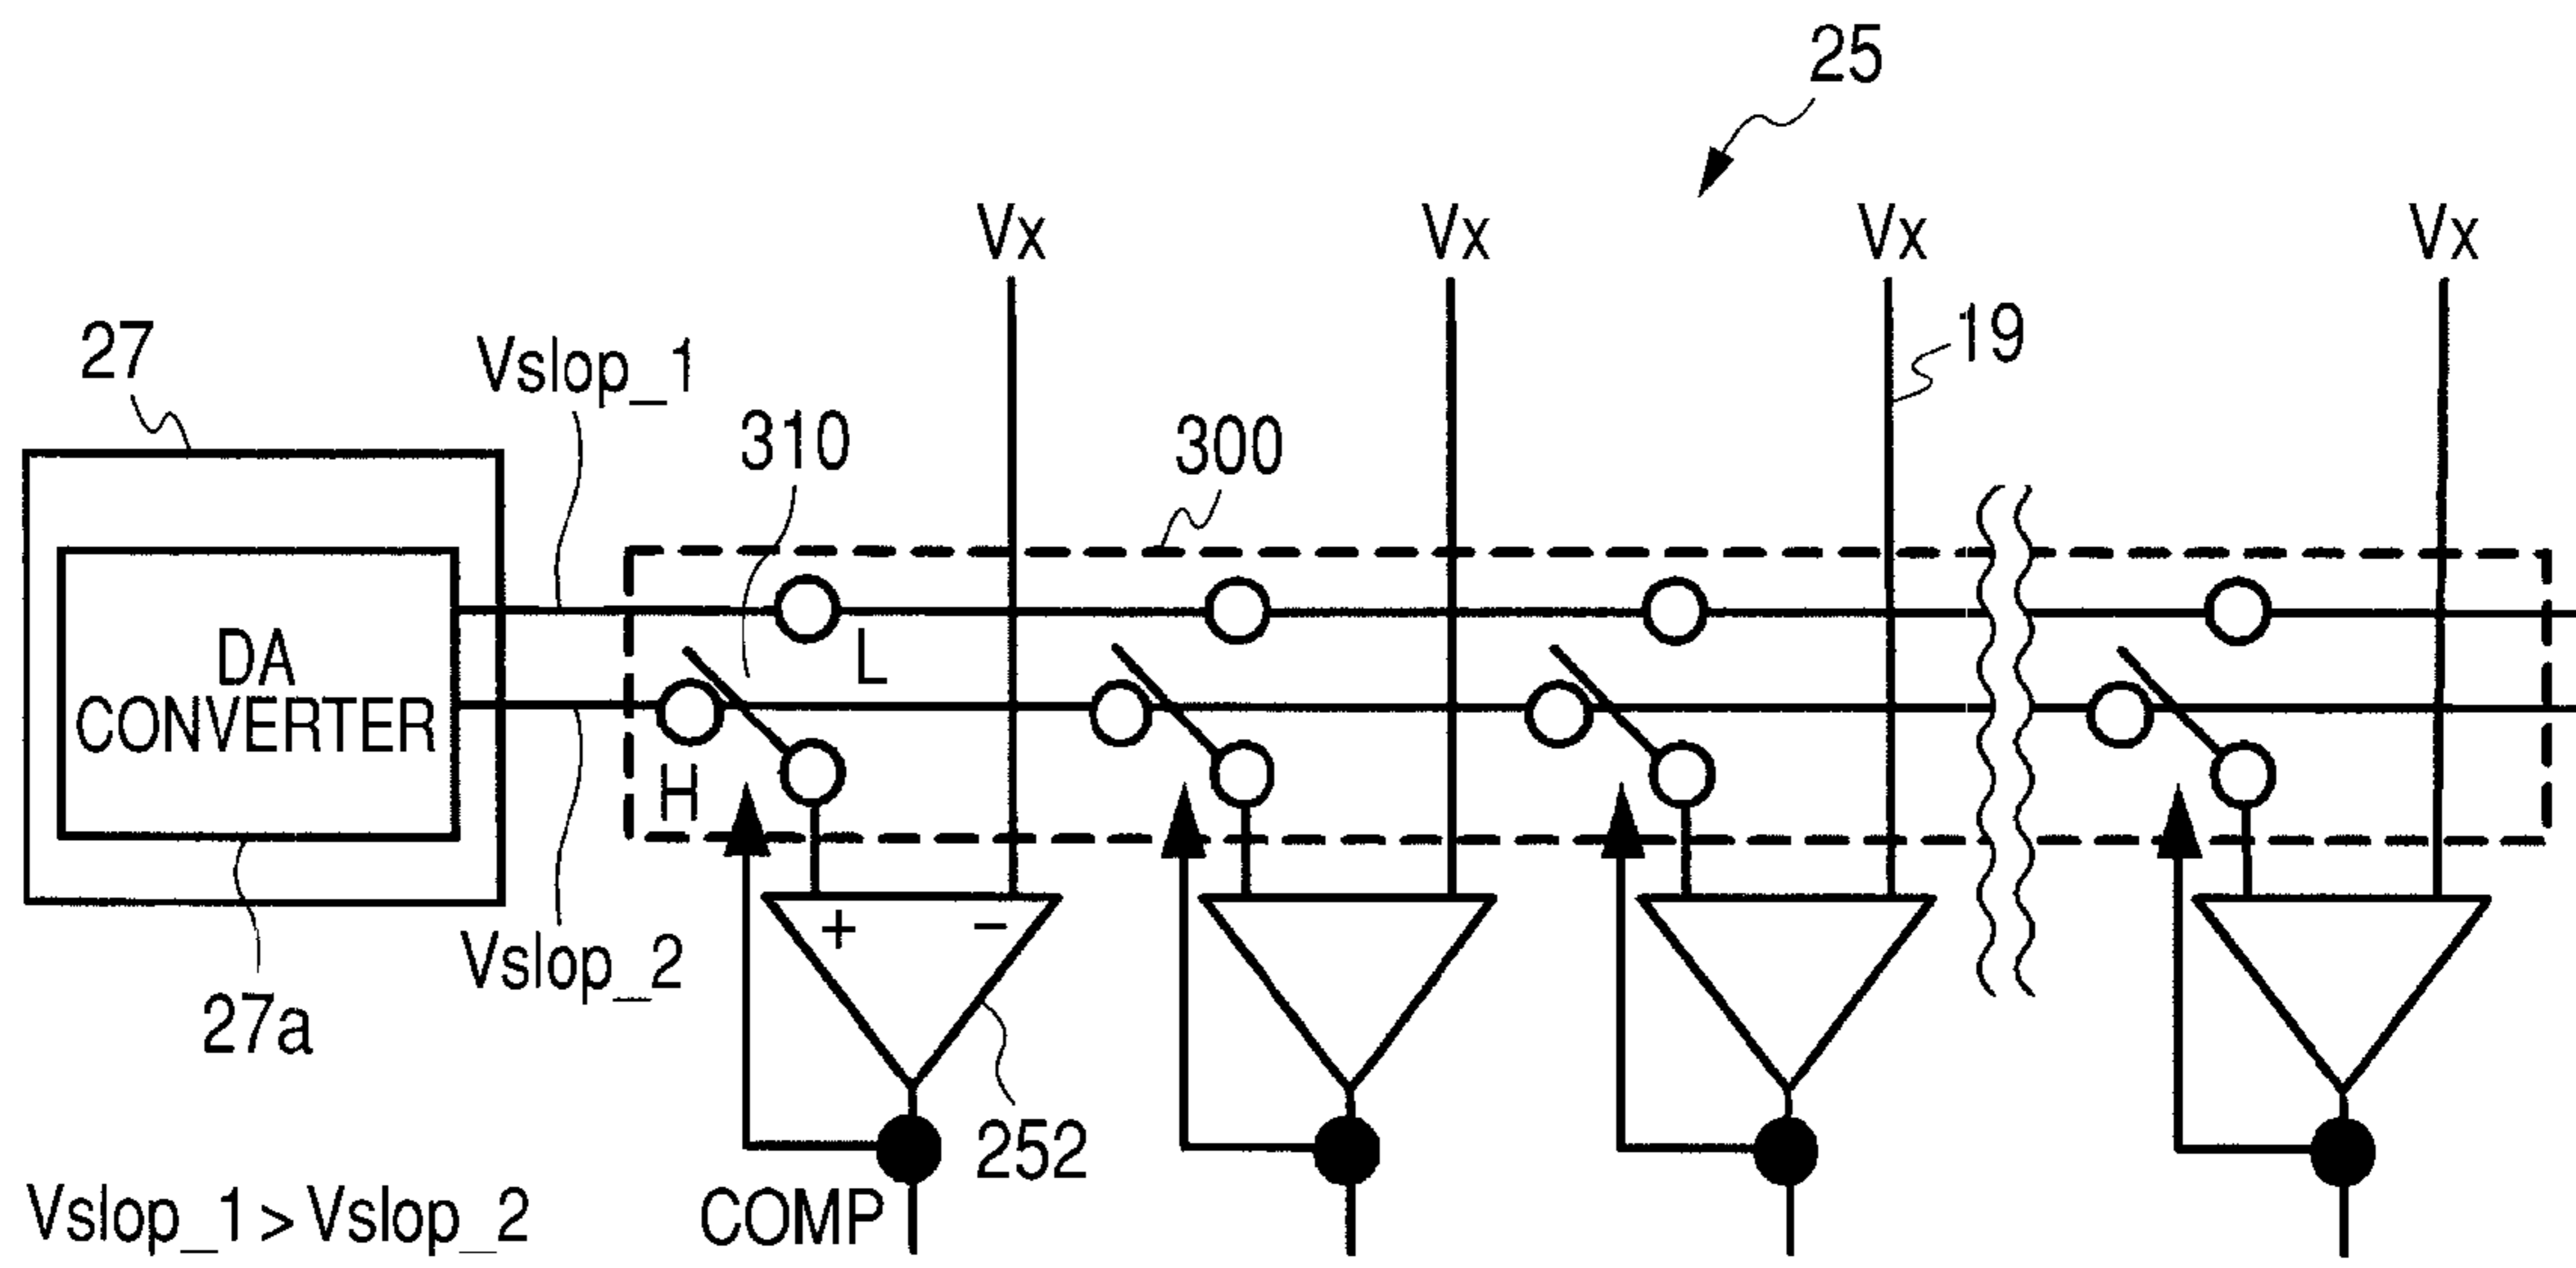 25
Vx Vx Vx Vx
27
Vslop_1
19
310
300
DA
CONVERTER
L
H
+ −
Vslop_2
27a
252
COMP
Vslop_1 > Vslop_2